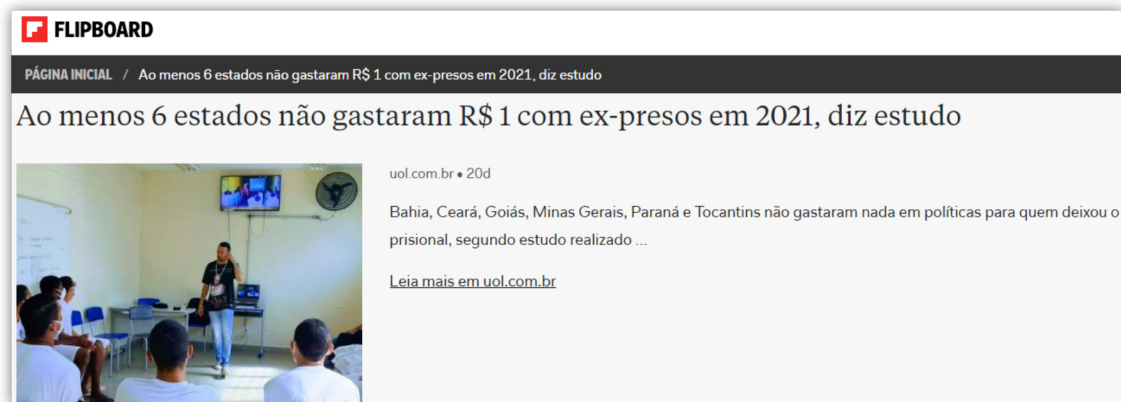 FLIPBOARD
PÁGINA INICIAL / Ao menos 6 estados não gastaram R$ 1 com ex-presos em 2021, diz estudo
Ao menos 6 estados não gastaram R$ 1 com ex-presos em 2021, diz estudo
uol.com.br • 20d
Bahia, Ceará, Goiás, Minas Gerais, Paraná e Tocantins não gastaram nada em políticas para quem deixou o
prisional, segundo estudo realizado ...
Leia mais em uol.com.br